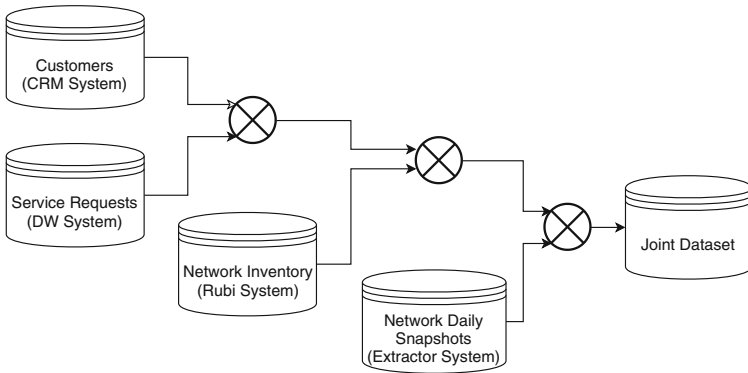 Customers
(CRM System)
Service Requests
(DW System)
Network Inventory
(Rubi System)
Network Daily
Snapshots
(Extractor System)
Joint Dataset